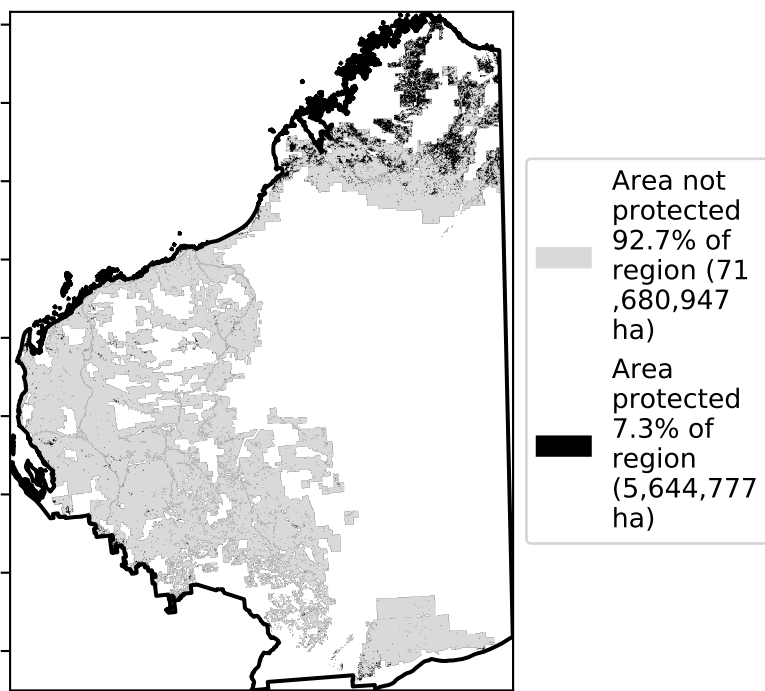 Area not
protected
92.7% of
region (71
,680,947
ha)
Area
protected
7.3% of
region
(5,644,777
ha)